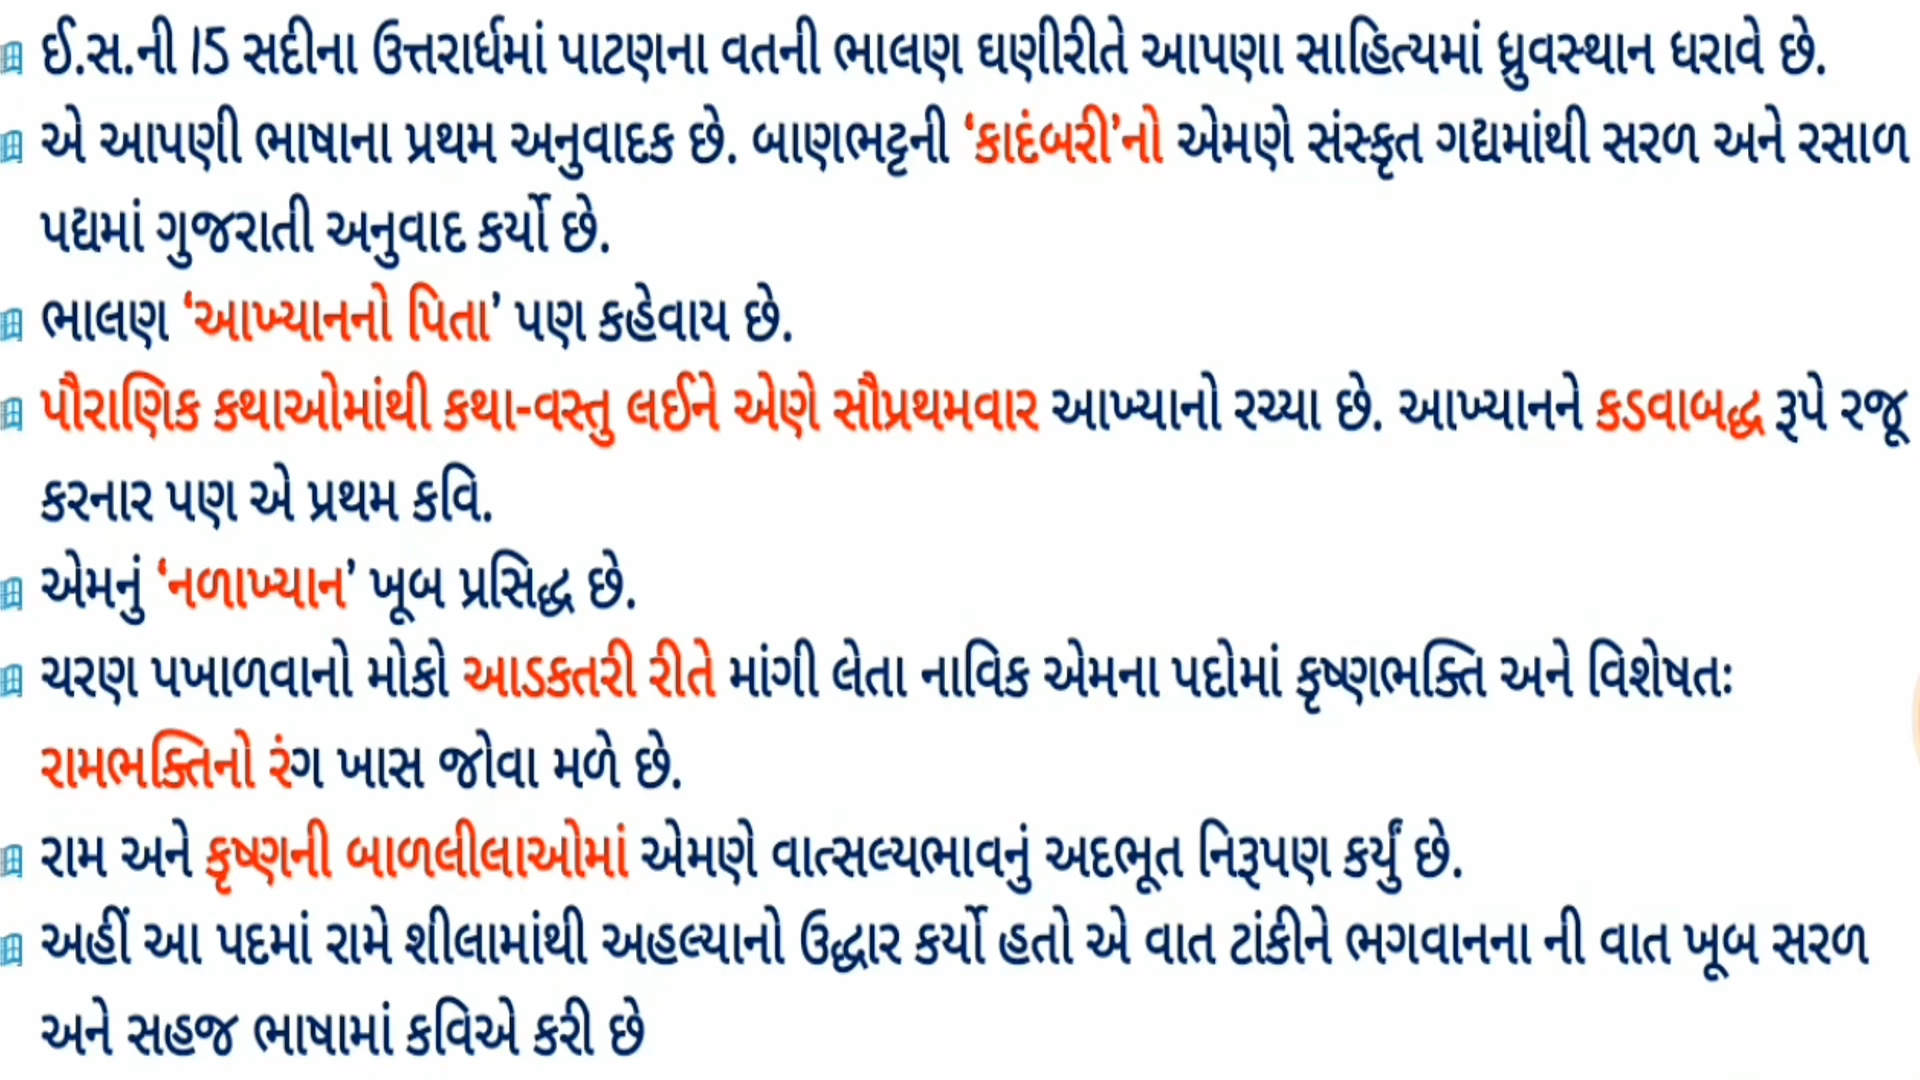 ઈ.સ.ની 15 સદીના ઉત્તરાર્ધમાં પાટણના વતની ભાલણ ઘણીરીતે આપણા સાહિત્યમાં ધ્રુવસ્થાન ધરાવે છે.
એ આપણી ભાષાના પ્રથમ અનુવાદક છે. બાણભટ્ટની ‘કાદંબરી’નો એમણે સંસ્કૃત ગદ્યમાંથી સરળ અને રસાળ
પદ્યમાં ગુજરાતી અનુવાદ કર્યો છે.
ભાલણ ‘આખ્યાનનો પિતા’ પણ કહેવાય છે.
પૌરાણિક કથાઓમાંથી કથા-વસ્તુ લઈને એણે સૌપ્રથમવાર આખ્યાનો રચ્યા છે. આખ્યાનને કડવાબદ્ધ રૂપે રજૂ
કરનાર પણ એ પ્રથમ કવિ.
એમનું ‘નળાખ્યાન’ ખૂબ પ્રસિદ્ધ છે.
ચરણ પખાળવાનો મોકો આડકતરી રીતે માંગી લેતા નાવિક એમના પદોમાં કૃષ્ણભક્તિ અને વિશેષતઃ
રામભક્તિનો રંગ ખાસ જોવા મળે છે.
રામ અને કૃષ્ણની બાળલીલાઓમાં એમણે વાત્સલ્યભાવનું અદભૂત નિરૂપણ કર્યું છે.
અહીં આ પદમાં રામે શીલામાંથી અહલ્યાનો ઉદ્ધાર કર્યો હતો એ વાત ટાંકીને ભગવાનના ની વાત ખૂબ સરળ
અને સહજ ભાષામાં કવિએ કરી છે